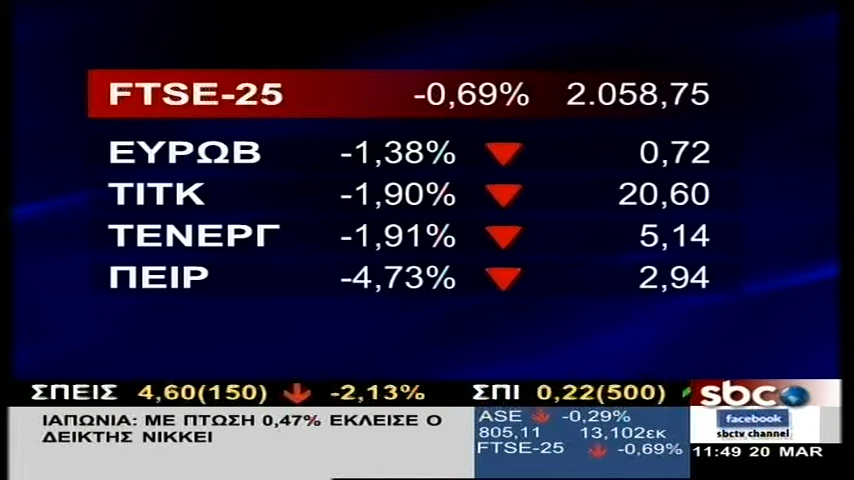 FTSE-25 -0,69% 2.058,75
ΕΥΡΩΒ -1,38% 0,72
ΤΙΤΚ -1,90% 20,60
ΤΕΝΕΡΓ -1,91% 5,14
ΠΕΙΡ -4,73% 2,94
ΣΠΕΙΣ 4,60(150) -2,13% ΣΠΙ 0,22(500)
sbc
facebook
sbctv channel
ΙΑΠΩΝΙΑ: ΜΕ ΠΤΩΣΗ 0,47% ΕΚΛΕΙΣΕ Ο
ΔΕΙΚΤΗΣ ΝΙΚΚΕΙ
ASE -0,29%
805,11 13,102εκ
FTSE-25 -0,69%
11:49 20 MAR